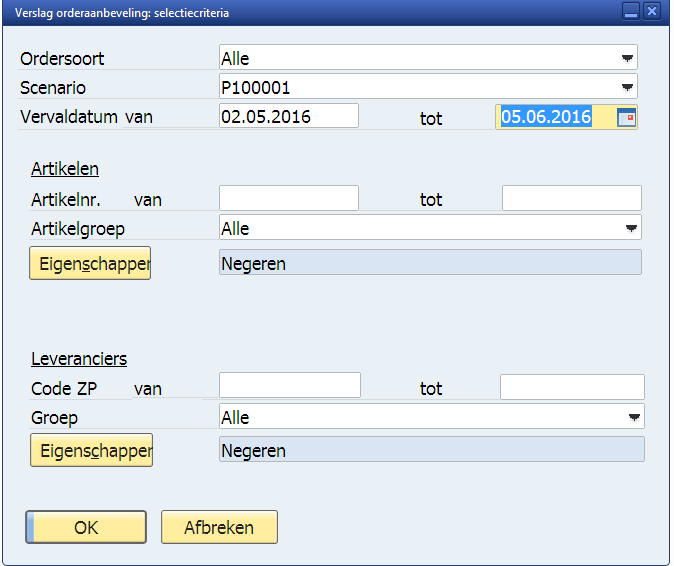 Verslag orderaanbeveling: selectiecriteria
Ordersoort Alle
Scenario P100001
Vervaldatum van 02.05.2016 tot 05.06.2016
Artikelen
Artikelnr. van tot
Artikelgroep Alle
Eigenschapper Negeren
Leveranciers
Code ZP van tot
Groep Alle
Eigenschapper Negeren
OK Afbreken